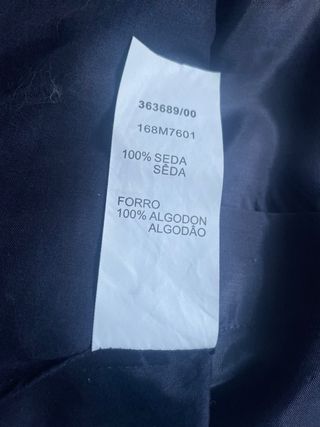 363689/00
168M7601
100% SEDA
SÊDA
FORRO
100% ALGODON
ALGODÃO